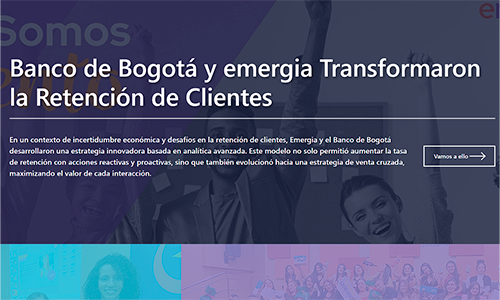 Somos
Banco de Bogotá y emergia Transformaron
la Retención de Clientes
En un contexto de incertidumbre económica y desafíos en la retención de clientes, Emergia y el Banco de Bogotá
desarrollaron una estrategia innovadora basada en analítica avanzada. Este modelo no solo permitió aumentar la tasa
de retención con acciones reactivas y proactivas, sino que también evolucionó hacia una estrategia de venta cruzada,
maximizando el valor de cada interacción.
Vamos a ello